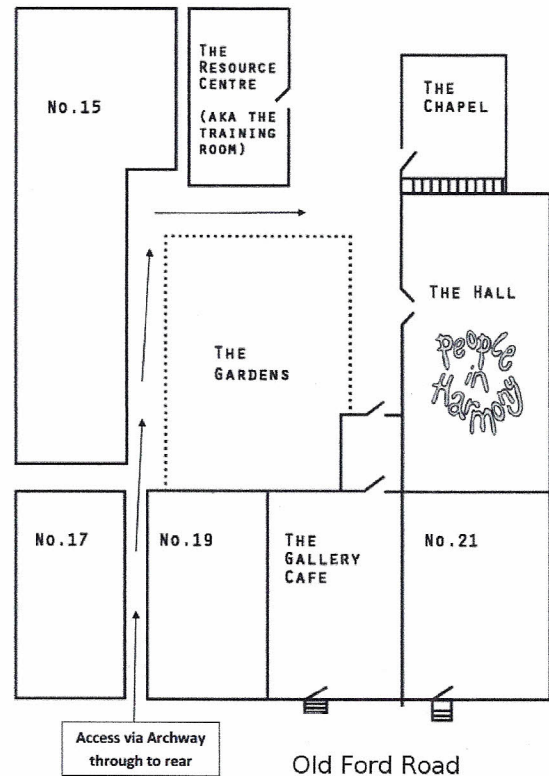 THE
RESOURCE
CENTRE
(AKA THE
TRAINING
ROOM)
No.15
THE
CHAPEL
THE HALL
People
in
Harmony
THE
GARDENS
No.17
No.19
THE
GALLERY
CAFE
No.21
Access via Archway
through to rear
Old Ford Road